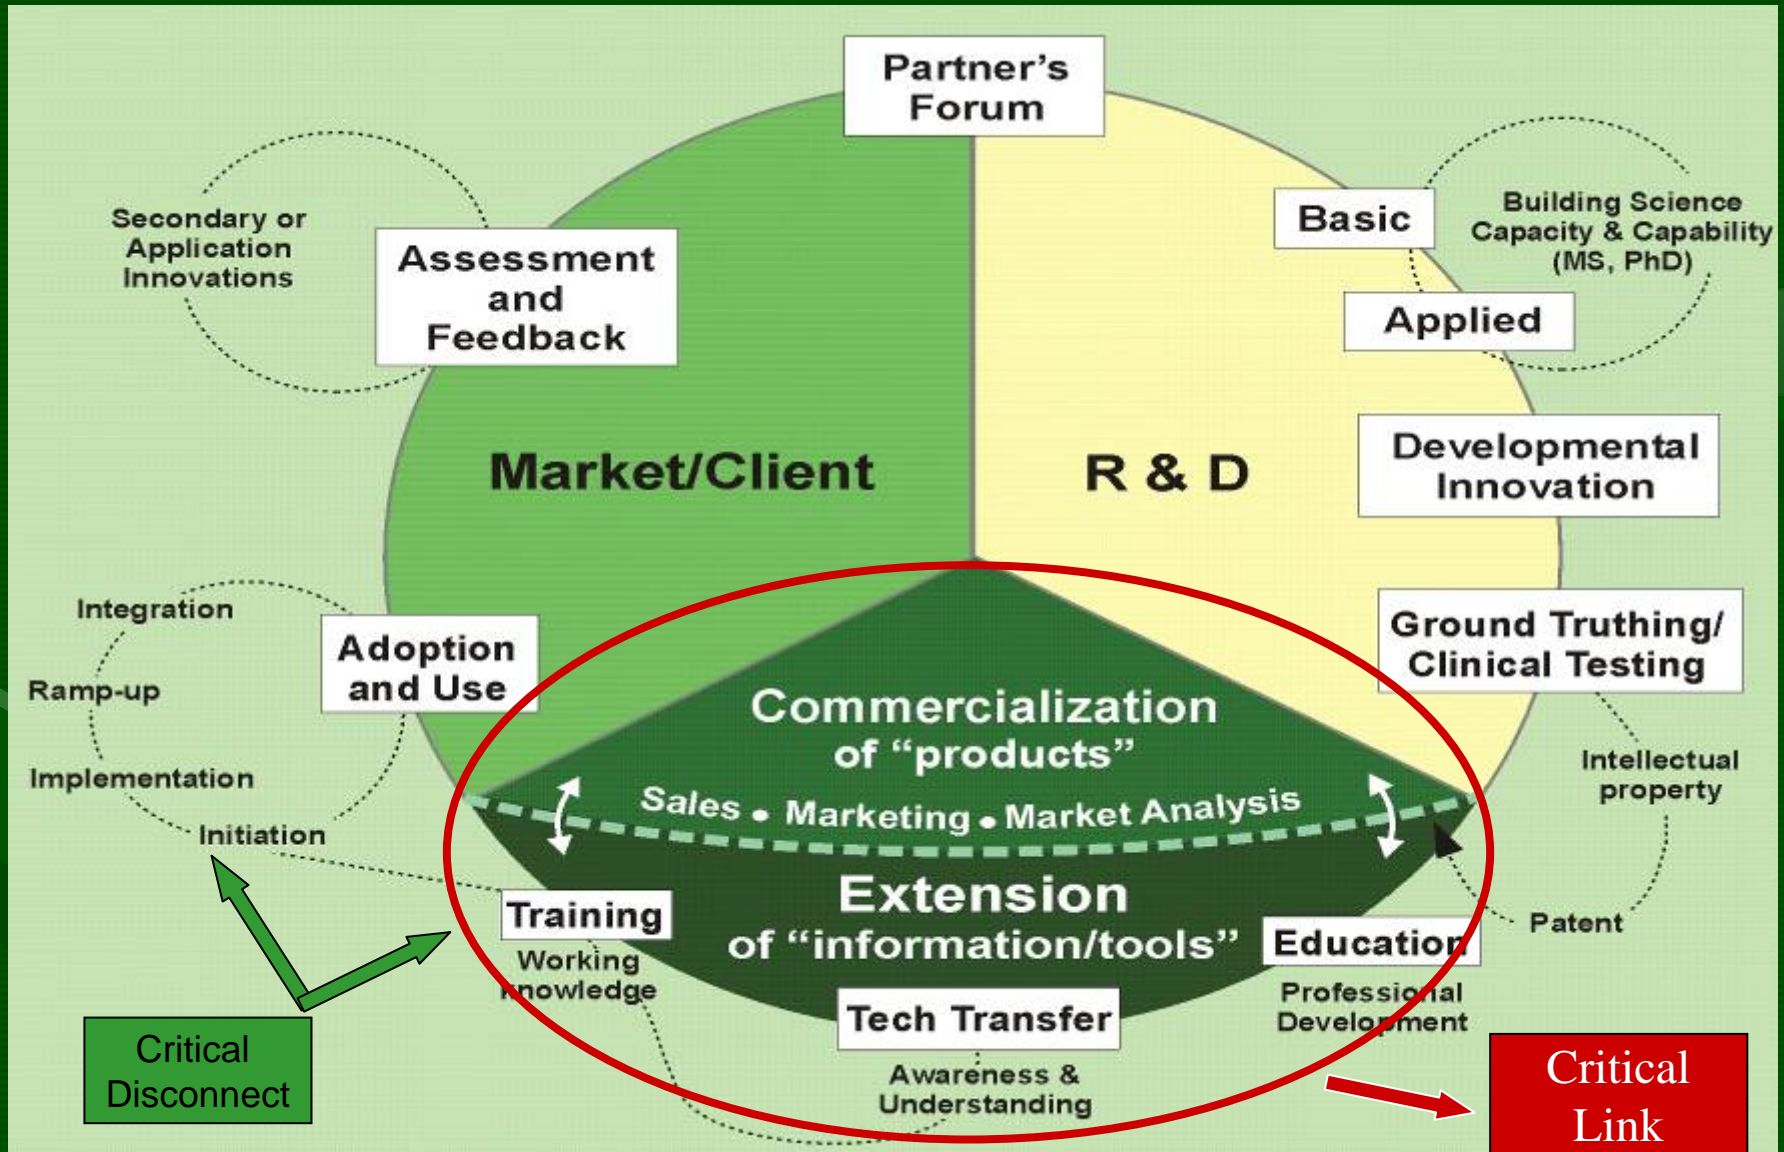 Partner's
Forum
Secondary or
Application
Innovations
Assessment
and
Feedback
Basic
Building Science
Capacity & Capability
(MS, PhD)
Applied
Market/Client
R & D
Developmental
Innovation
Integration
Ramp-up
Implementation
Initiation
Adoption
and Use
Ground Truthing/
Clinical Testing
Commercialization
of “products”
Sales • Marketing • Market Analysis
Intellectual
property
Extension
of “information/tools”
Training
Working
knowledge
Education
Professional
Development
Patent
Tech Transfer
Awareness &
Understanding
Critical
Disconnect
Critical
Link